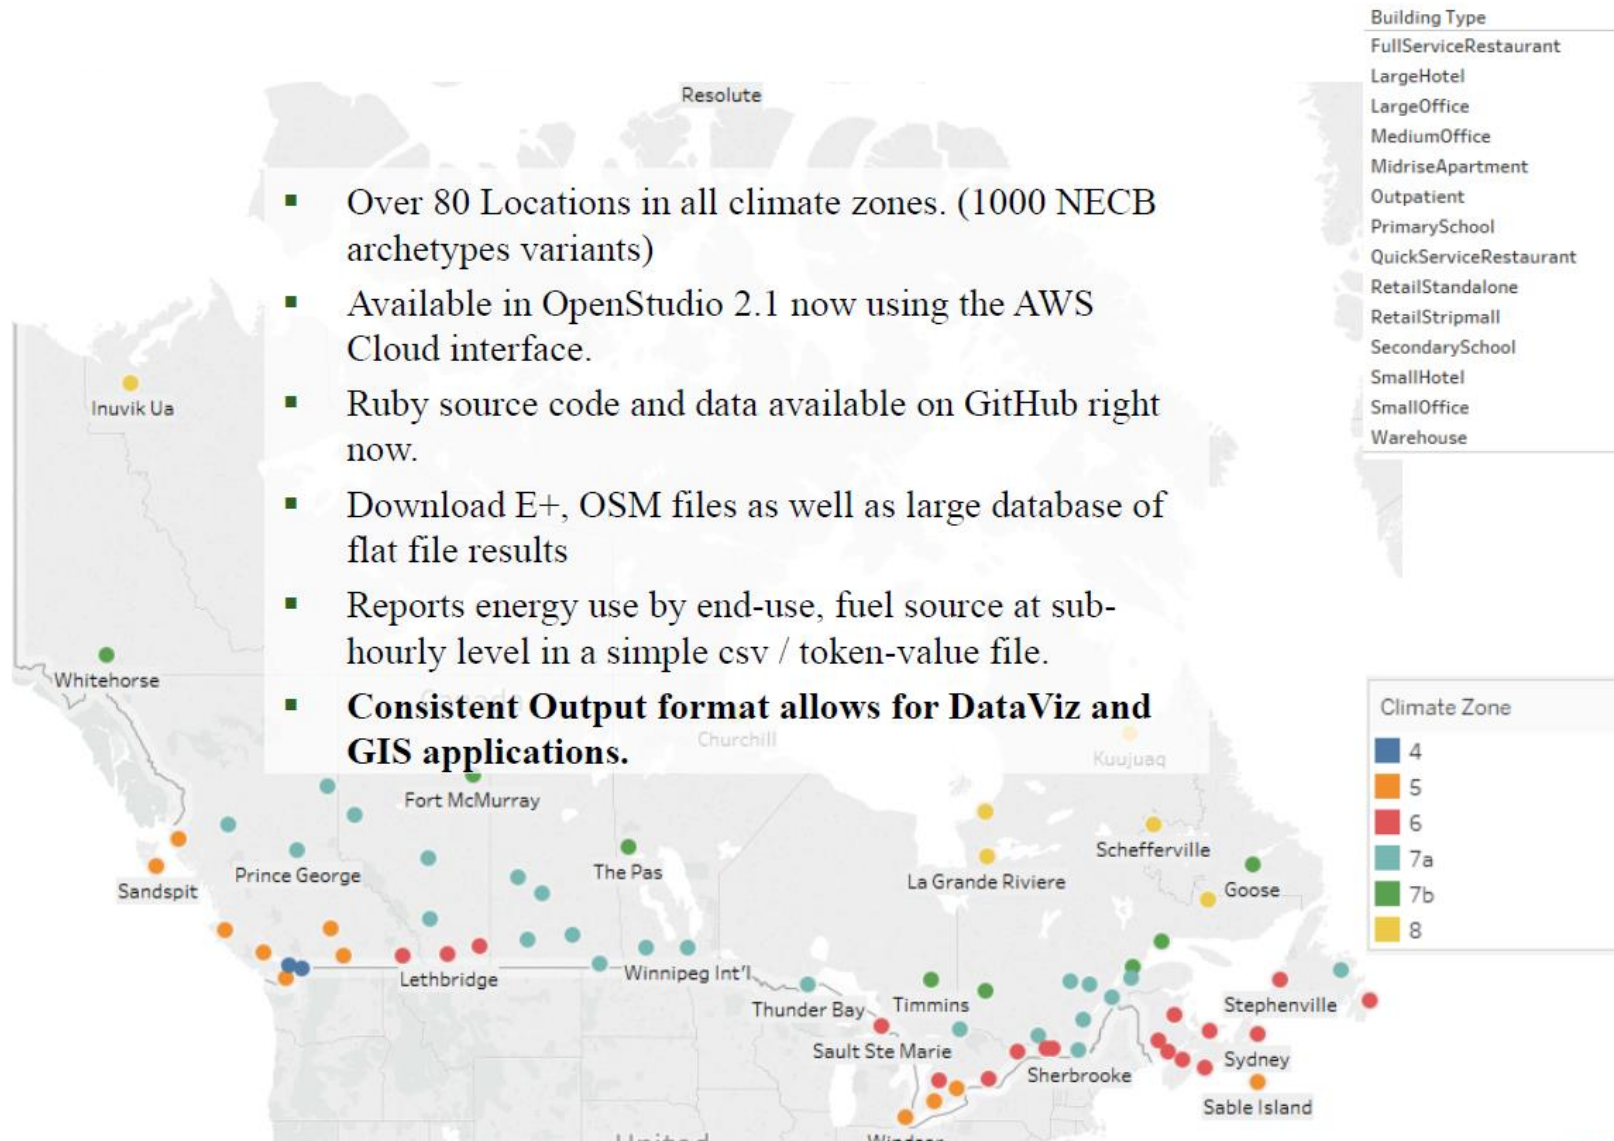 Building Type
FullServiceRestaurant
LargeHotel
LargeOffice
MediumOffice
MidriseApartment
Outpatient
PrimarySchool
QuickServiceRestaurant
RetailStandalone
RetailStripmall
SecondarySchool
SmallHotel
SmallOffice
Warehouse
Resolute
▪ Over 80 Locations in all climate zones. (1000 NECB
archetypes variants)
▪ Available in OpenStudio 2.1 now using the AWS
Cloud interface.
▪ Ruby source code and data available on GitHub right
now.
▪ Download E+, OSM files as well as large database of
flat file results
▪ Reports energy use by end-use, fuel source at sub-
hourly level in a simple csv / token-value file.
▪ Consistent Output format allows for DataViz and
GIS applications.
Inuvik Ua
Whitehorse
Canada
Churchill
Kuujuaq
Fort McMurray
Prince George
Sandspit
The Pas
La Grande Riviere
Schefferville
Goose
Lethbridge
Winnipeg Int'l
Thunder Bay
Timmins
Stephenville
Sault Ste Marie
Sherbrooke
Sydney
Sable Island
United
Windsor
Climate Zone
4
5
6
7a
7b
8